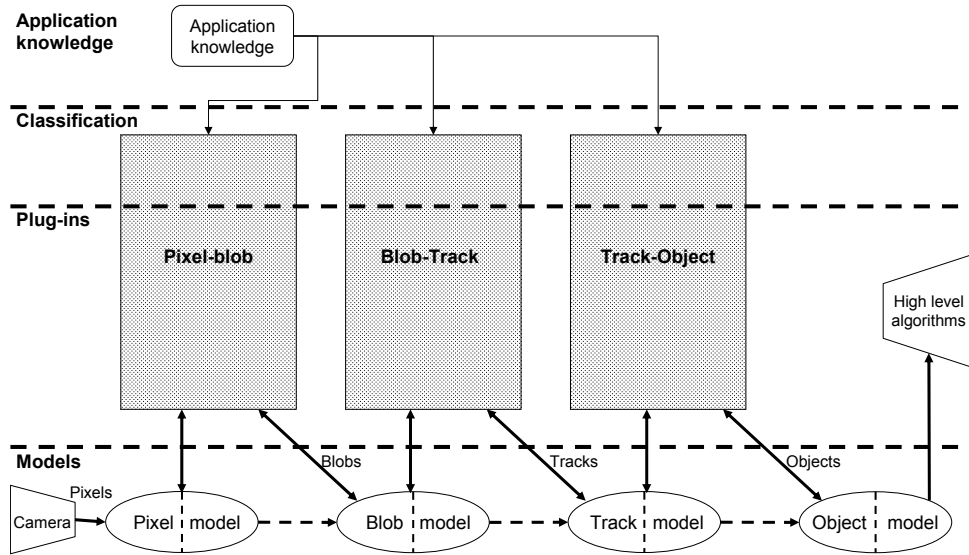 Application
knowledge
Application
knowledge
Classification
Plug-ins
Pixel-blob
Blob-Track
Track-Object
High level
algorithms
Models
Blobs
Tracks
Objects
Pixels
Camera
Pixel model
Blob model
Track model
Object model